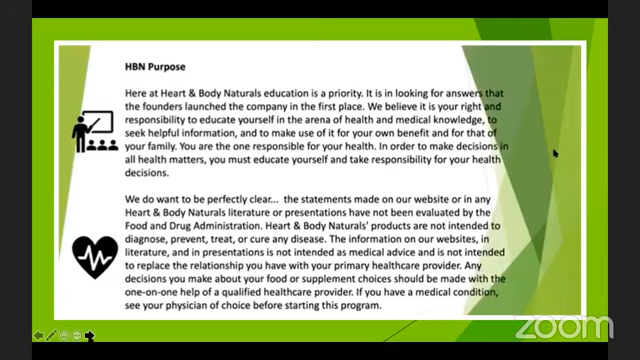 HBN Purpose
Here at Heart & Body Naturals education is a priority. It is in looking for answers that
the founders launched the company in the first place. We believe it is your right and
responsibility to educate yourself in the arena of health and medical knowledge, to
seek helpful information, and to make use of it for your own benefit and for that of
your family. You are the one responsible for your health. In order to make decisions in
all health matters, you must educate yourself and take responsibility for your health
decisions.
We do want to be perfectly clear... the statements made on our website or in any
Heart & Body Naturals literature or presentations have not been evaluated by the
Food and Drug Administration. Heart & Body Naturals' products are not intended to
diagnose, prevent, treat, or cure any disease. The information on our websites, in
literature, and in presentations is not intended as medical advice and is not intended
to replace the relationship you have with your primary healthcare provider. Any
decisions you make about your food or supplement choices should be made with the
one-on-one help of a qualified healthcare provider. If you have a medical condition,
see your physician of choice before starting this program.
zoom